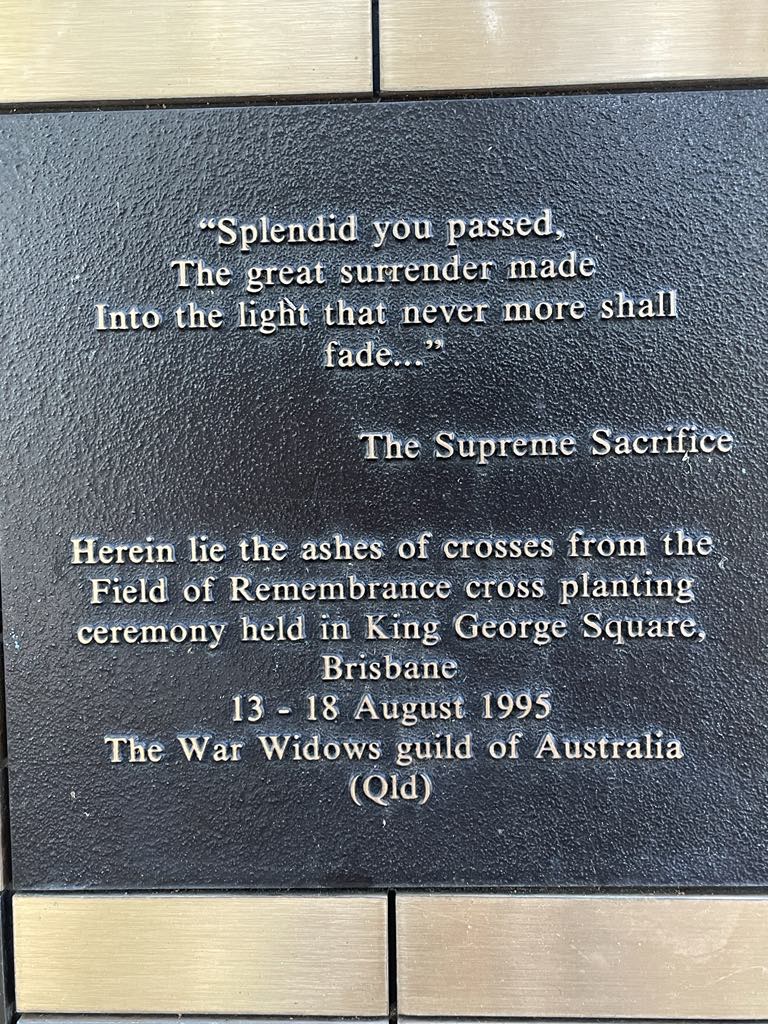 “Splendid you passed,
The great surrender made
Into the light that never more shall
fade...”
The Supreme Sacrifice
Herein lie the ashes of crosses from the
Field of Remembrance cross planting
ceremony held in King George Square,
Brisbane
13 - 18 August 1995
The War Widows guild of Australia
(Qld)